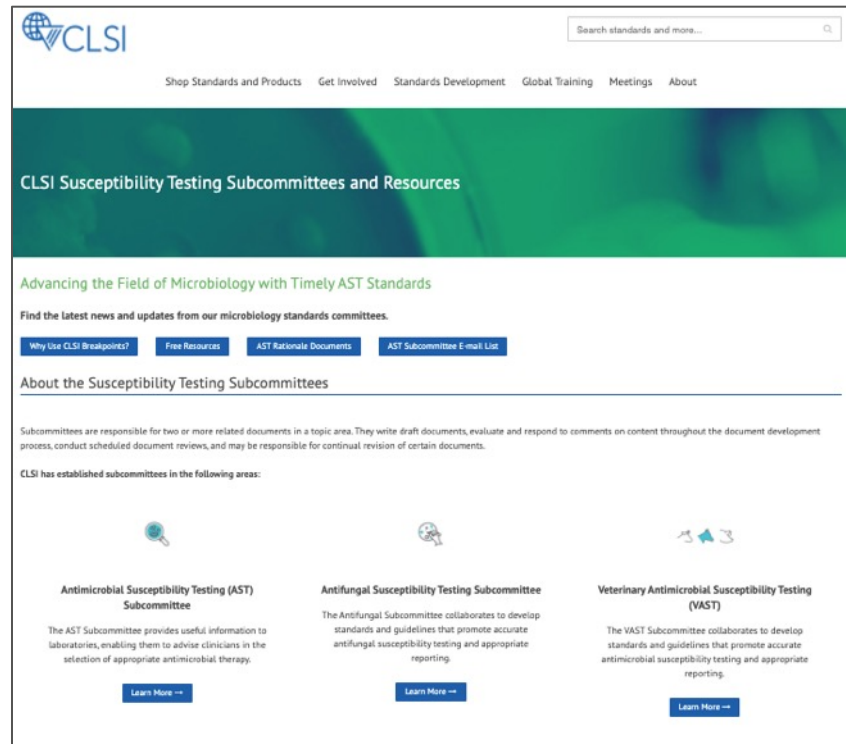 CLSI
Search standards and more...
Shop Standards and Products Get Involved Standards Development Global Training Meetings About
CLSI Susceptibility Testing Subcommittees and Resources
Advancing the Field of Microbiology with Timely AST Standards
Find the latest news and updates from our microbiology standards committees.
Why Use CLSI Breakpoints? Free Resources AST Rationale Documents AST Subcommittee E-mail List
About the Susceptibility Testing Subcommittees
Subcommittees are responsible for two or more related documents in a topic area. They write draft documents, evaluate and respond to comments on content throughout the document development
process, conduct scheduled document reviews, and may be responsible for continual revision of certain documents.
CLSI has established subcommittees in the following areas:
Antimicrobial Susceptibility Testing (AST)
Subcommittee
The AST Subcommittee provides useful information to
laboratories, enabling them to advise clinicians in the
selection of appropriate antimicrobial therapy.
Learn More →
Antifungal Susceptibility Testing Subcommittee
The Antifungal Subcommittee collaborates to develop
standards and guidelines that promote accurate
antifungal susceptibility testing and appropriate
reporting.
Learn More →
Veterinary Antimicrobial Susceptibility Testing
(VAST)
The VAST Subcommittee collaborates to develop
standards and guidelines that promote accurate
antimicrobial susceptibility testing and appropriate
reporting.
Learn More →